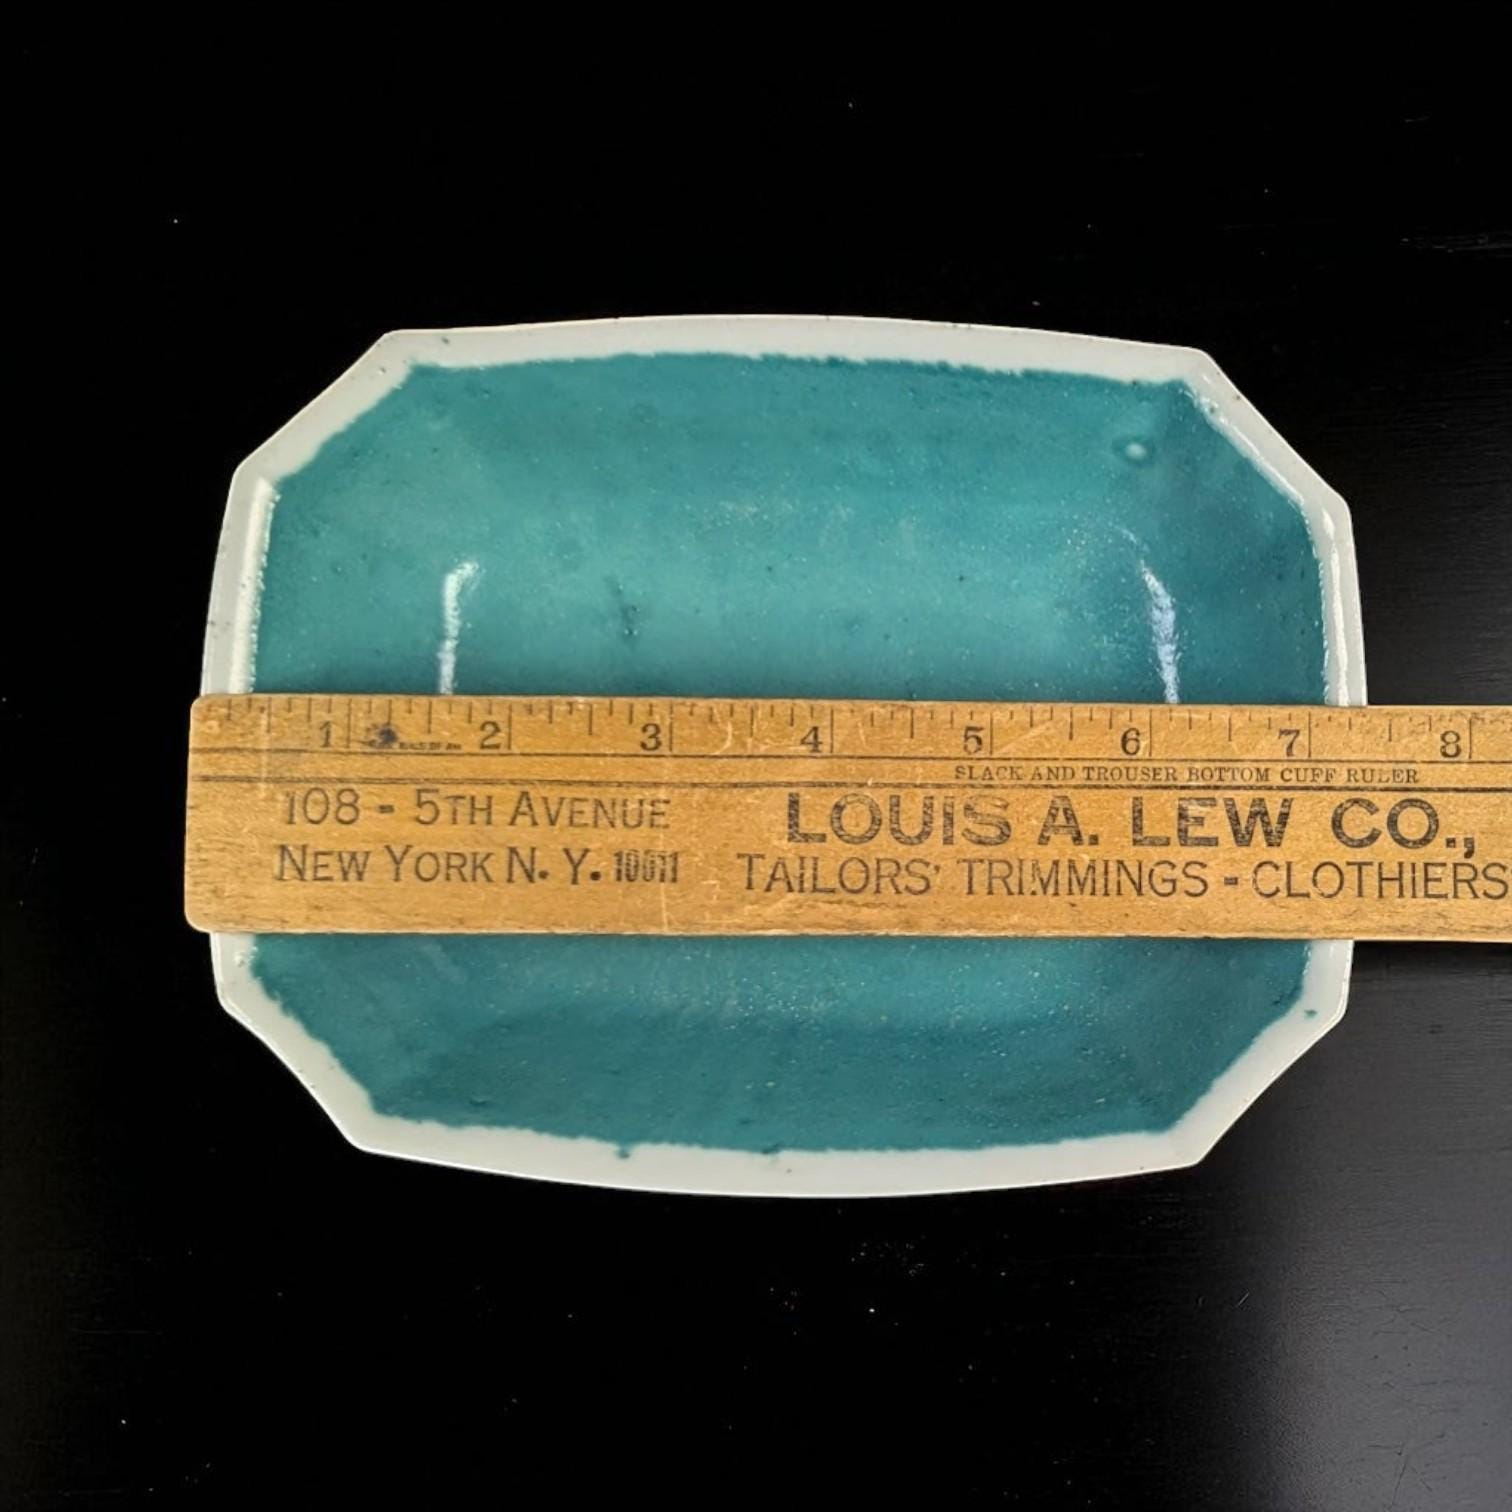 1 2 3 4 5 6 7 8
SLACK AND TROUSER BOTTOM CUFF RULER
108 - 5TH AVENUE LOUIS A. LEW CO.,
NEW YORK N. Y. 10011 TAILORS' TRIMMINGS - CLOTHIERS'